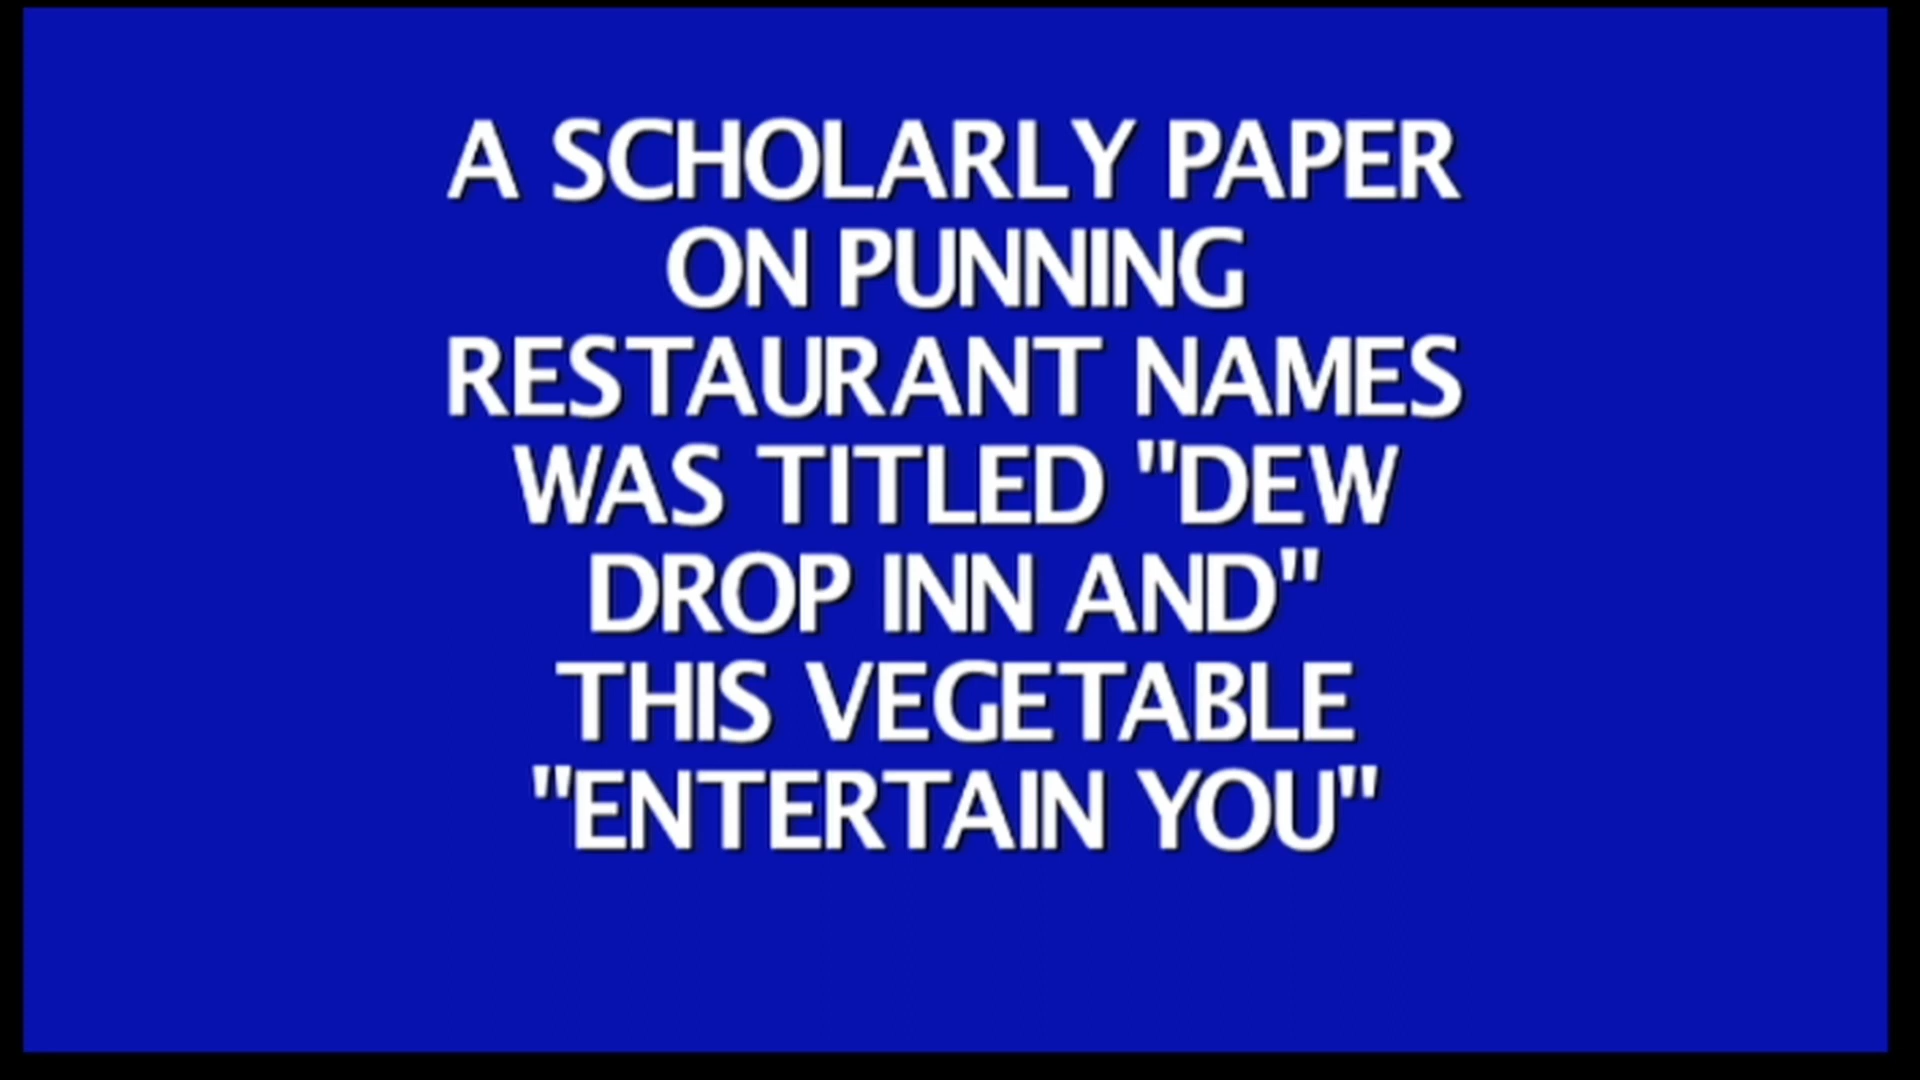 A SCHOLARLY PAPER
ON PUNNING
RESTAURANT NAMES
WAS TITLED "DEW
DROP INN AND"
THIS VEGETABLE
"ENTERTAIN YOU"